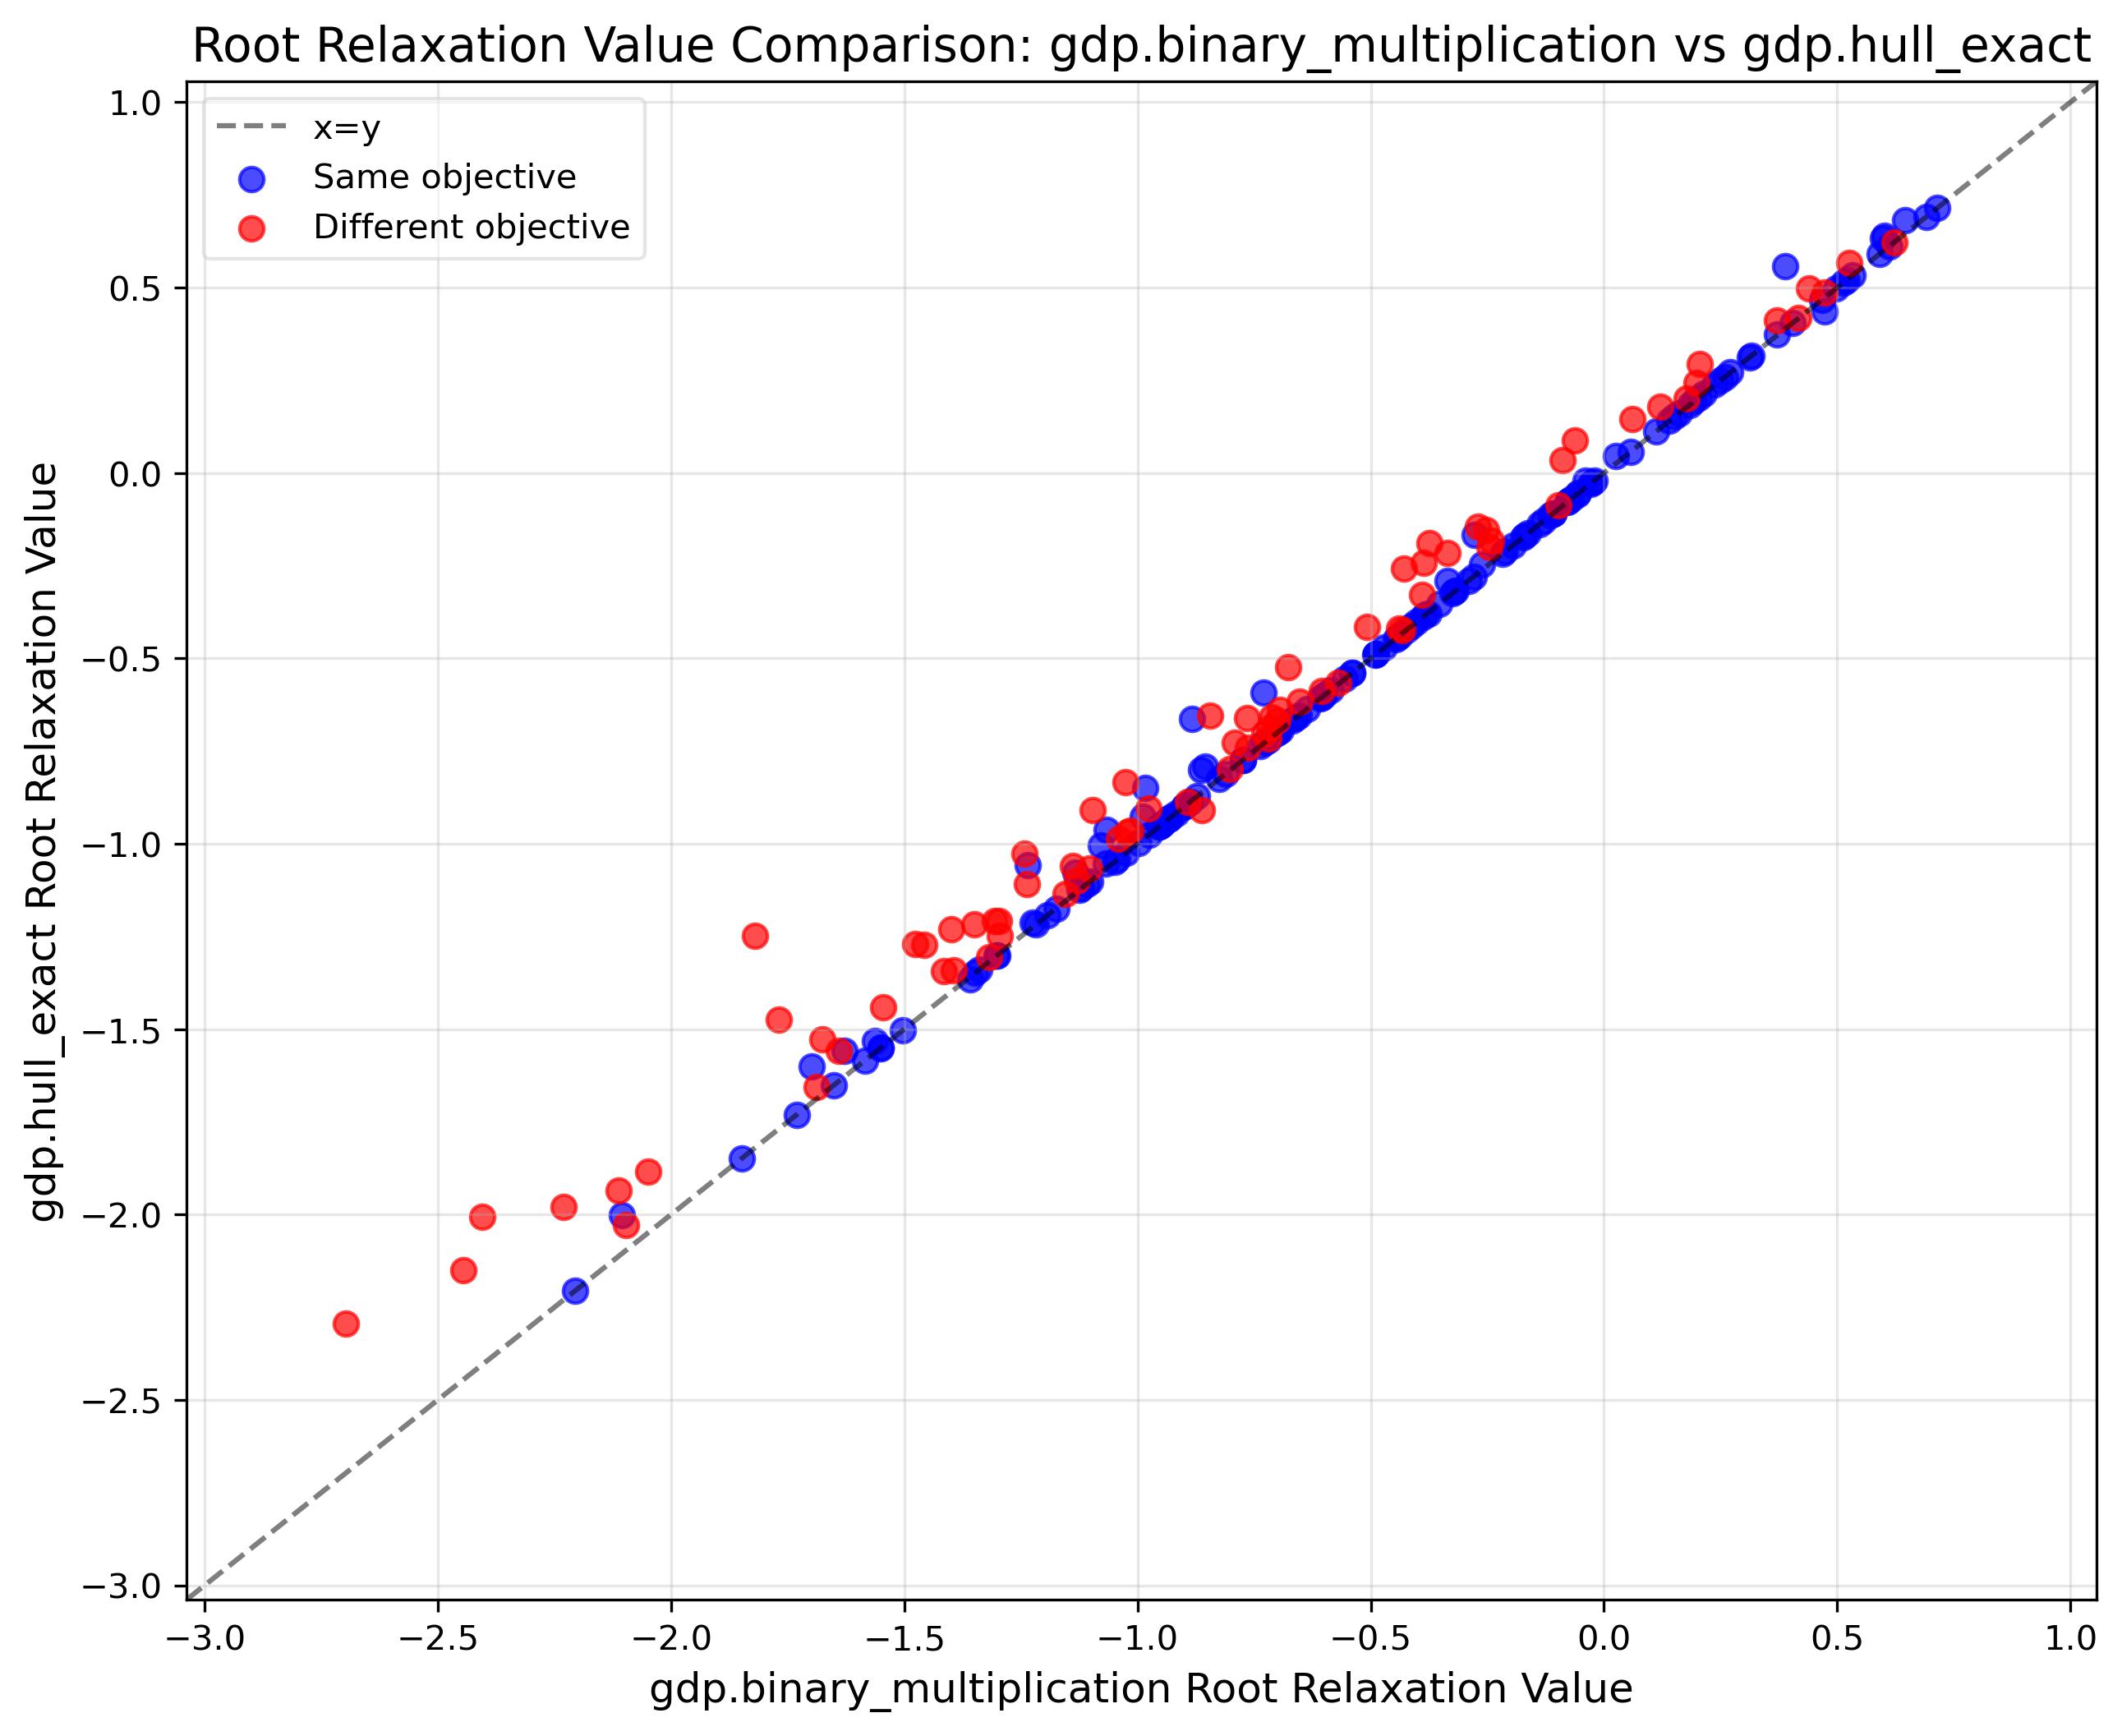 Root Relaxation Value Comparison: gdp.binary_multiplication vs gdp.hull_exact
x=y
Same objective
Different objective
gdp.hull_exact Root Relaxation Value
1.0
0.5
0.0
−0.5
−1.0
−1.5
−2.0
−2.5
−3.0
−3.0 −2.5 −2.0 −1.5 −1.0 −0.5 0.0 0.5 1.0
gdp.binary_multiplication Root Relaxation Value